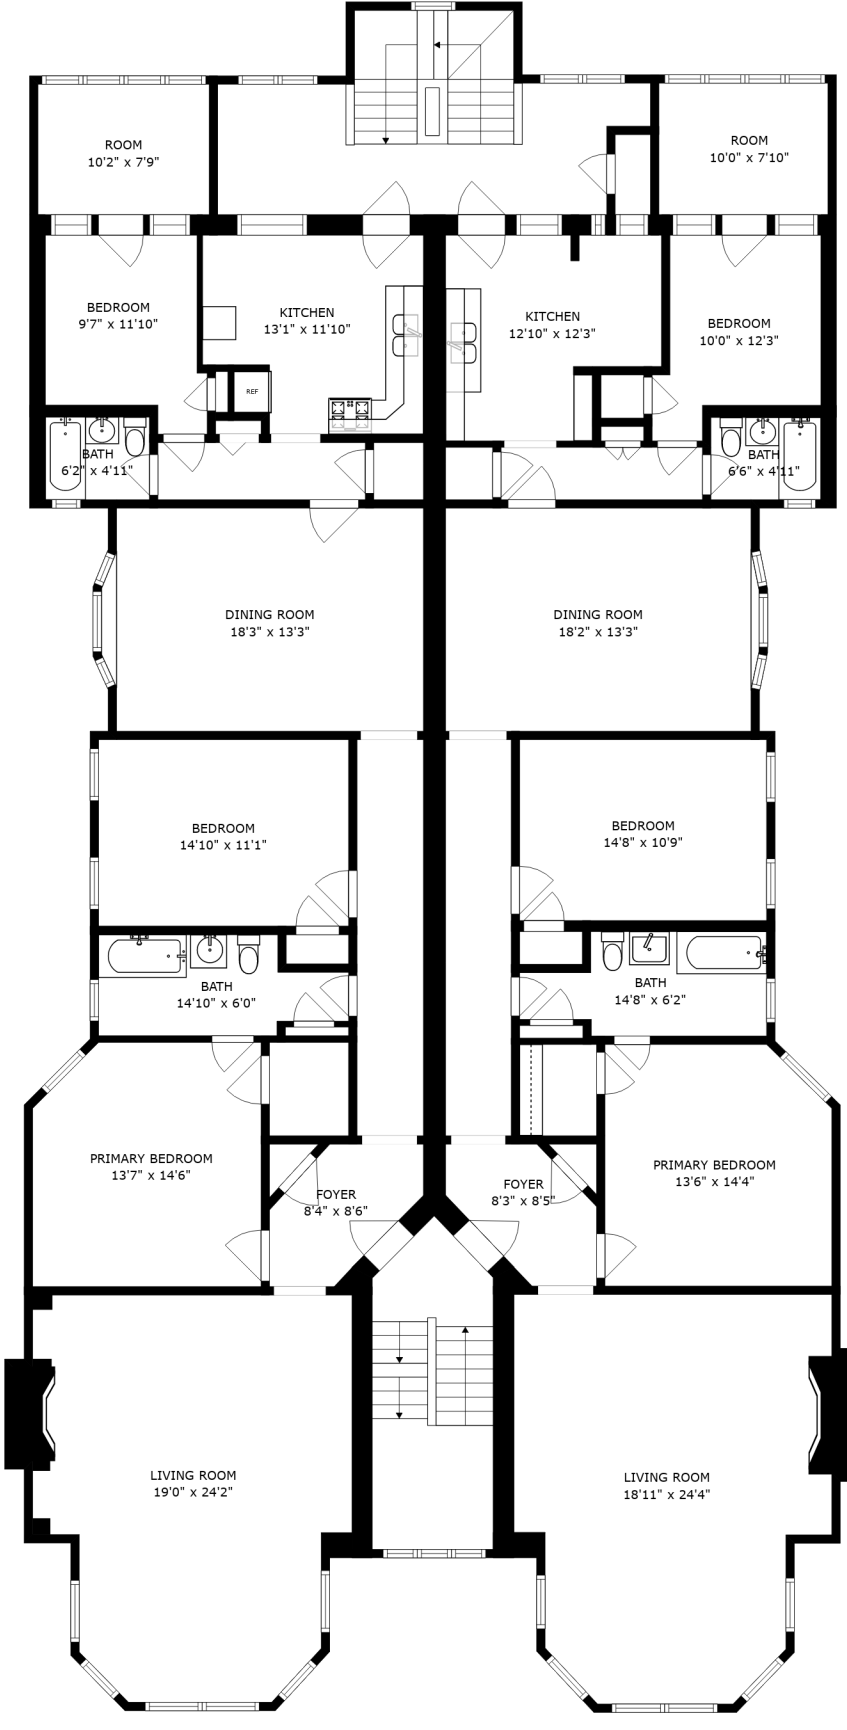 ROOM
10'2" x 7'9"
ROOM
10'0" x 7'10"
BEDROOM
9'7" x 11'10"
KITCHEN
13'1" x 11'10"
KITCHEN
12'10" x 12'3"
BEDROOM
10'0" x 12'3"
REF
BATH
6'2" x 4'11"
BATH
6'6" x 4'11"
DINING ROOM
18'3" x 13'3"
DINING ROOM
18'2" x 13'3"
BEDROOM
14'10" x 11'1"
BEDROOM
14'8" x 10'9"
BATH
14'10" x 6'0"
BATH
14'8" x 6'2"
PRIMARY BEDROOM
13'7" x 14'6"
FOYER
8'4" x 8'6"
FOYER
8'3" x 8'5"
PRIMARY BEDROOM
13'6" x 14'4"
LIVING ROOM
19'0" x 24'2"
LIVING ROOM
18'11" x 24'4"